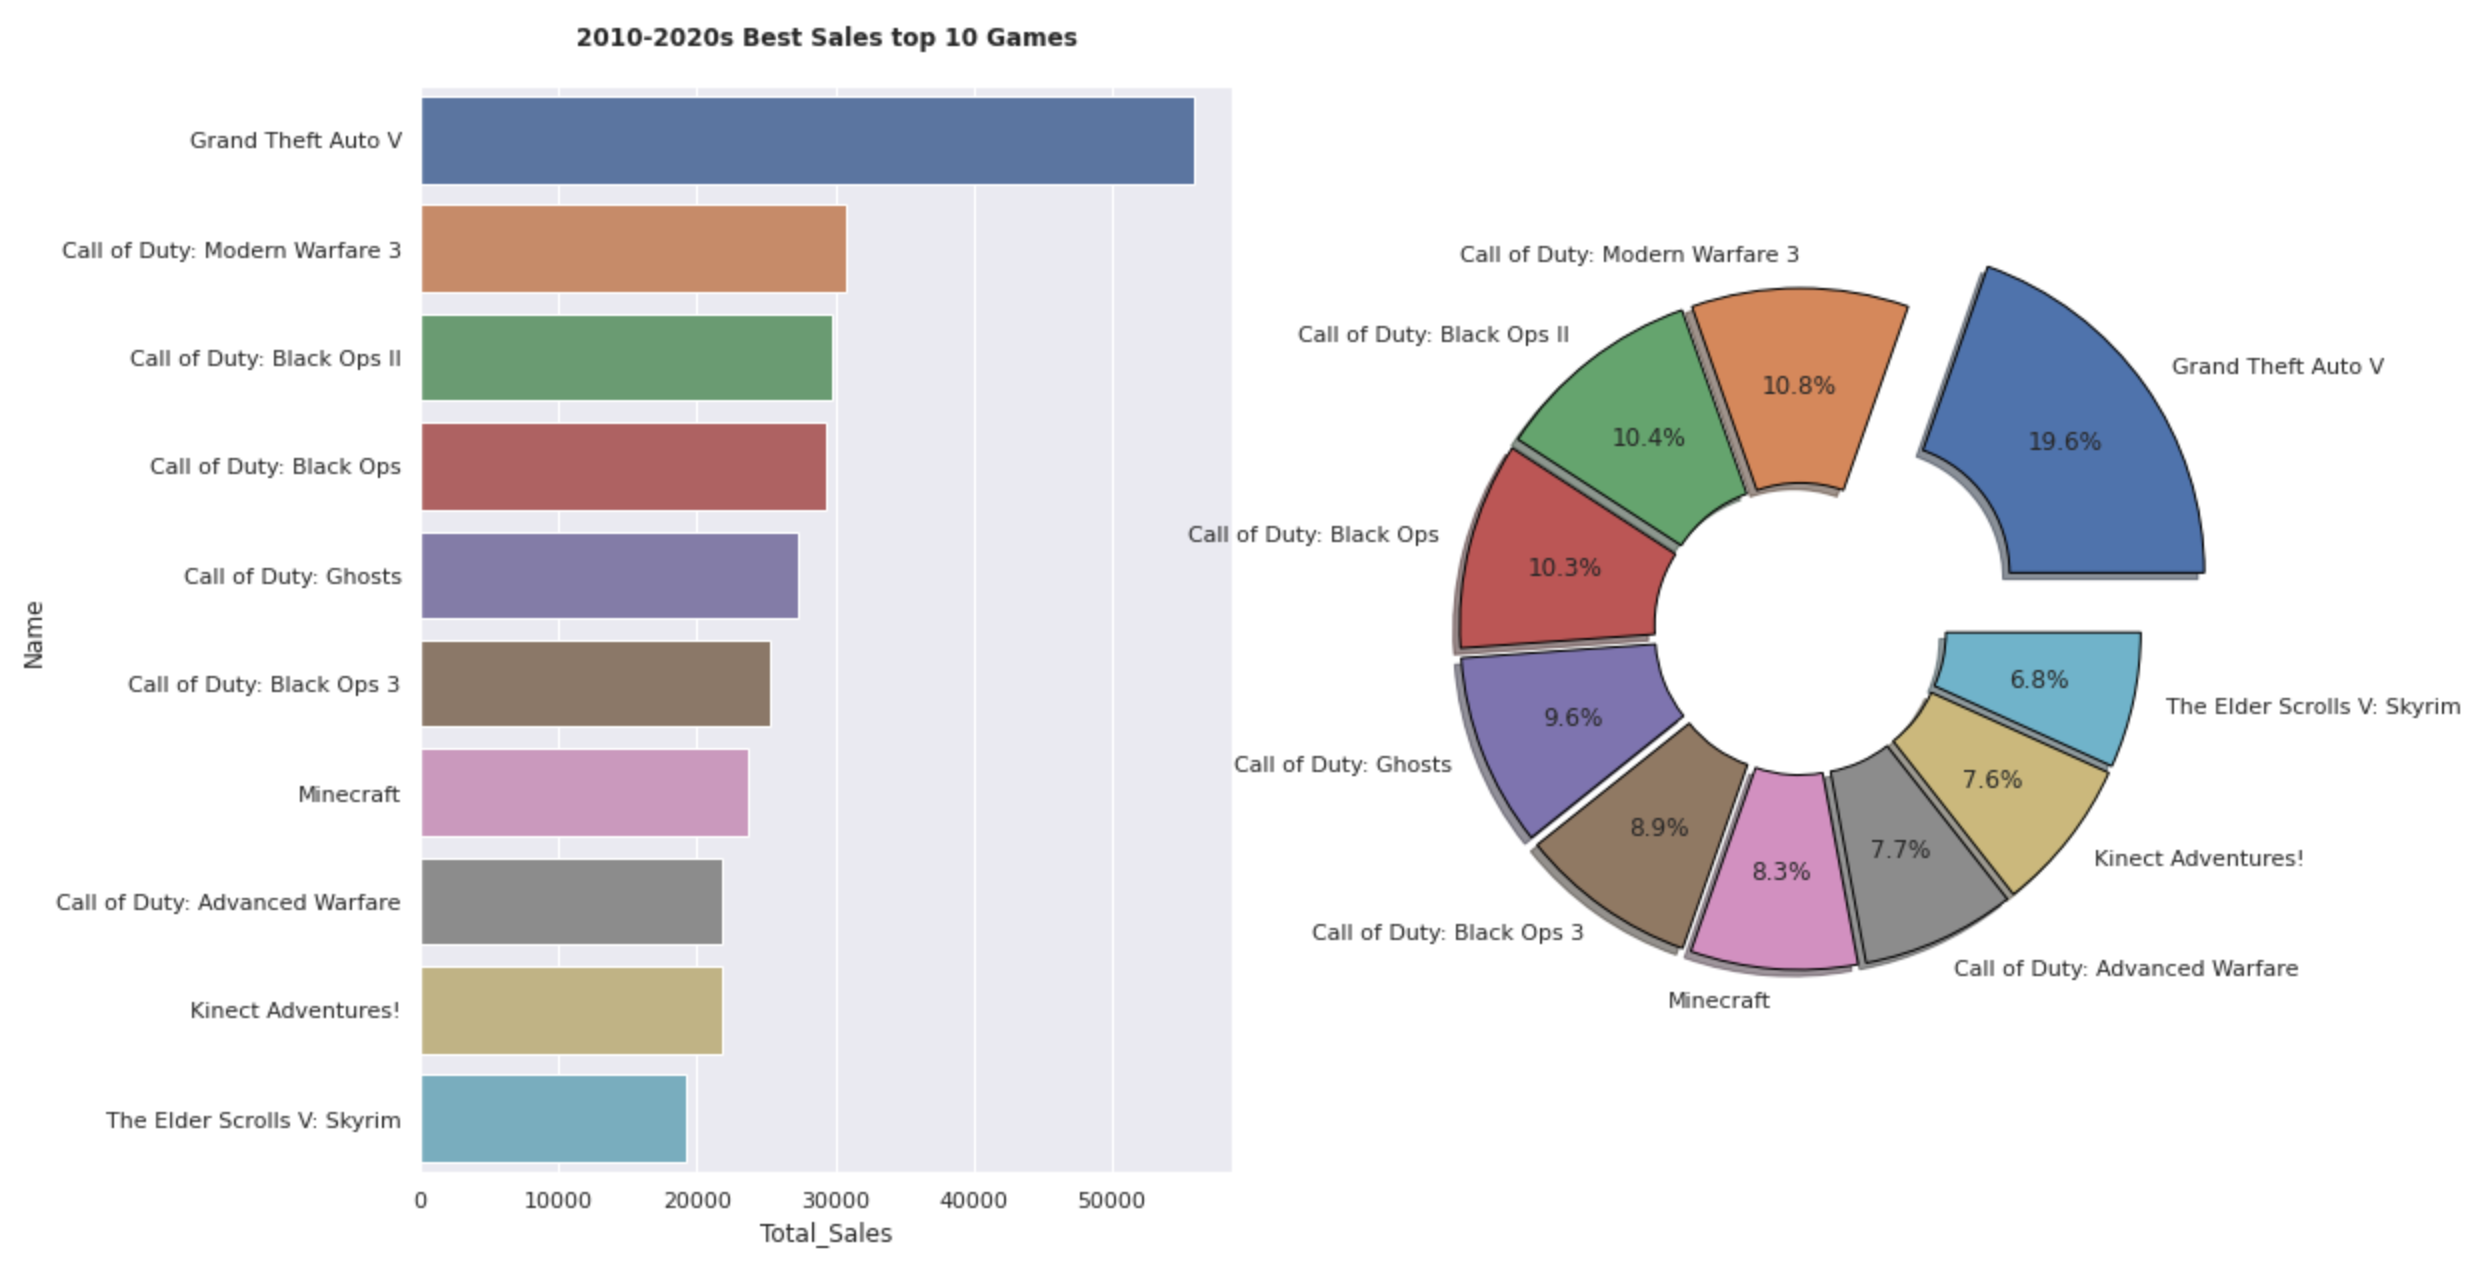 2010-2020s Best Sales top 10 Games
Name
Grand Theft Auto V
Call of Duty: Modern Warfare 3
Call of Duty: Black Ops II
Call of Duty: Black Ops
Call of Duty: Ghosts
Call of Duty: Black Ops 3
Minecraft
Call of Duty: Advanced Warfare
Kinect Adventures!
The Elder Scrolls V: Skyrim
0 10000 20000 30000 40000 50000
Total_Sales
Call of Duty: Modern Warfare 3
10.8%
Grand Theft Auto V
19.6%
Call of Duty: Black Ops II
10.4%
Call of Duty: Black Ops
10.3%
Call of Duty: Ghosts
9.6%
Call of Duty: Black Ops 3
8.9%
Minecraft
8.3%
Call of Duty: Advanced Warfare
7.7%
Kinect Adventures!
7.6%
The Elder Scrolls V: Skyrim
6.8%